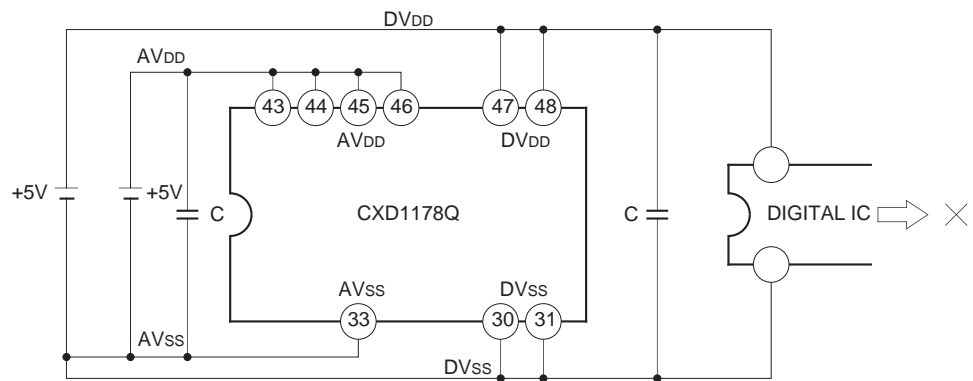 DVDD
AVDD
43 44 45 46 47 48
AVDD DVDD
+5V +5V C CXD1178Q C DIGITAL IC
AVSS DVSS
33 30 31
AVSS
DVSS